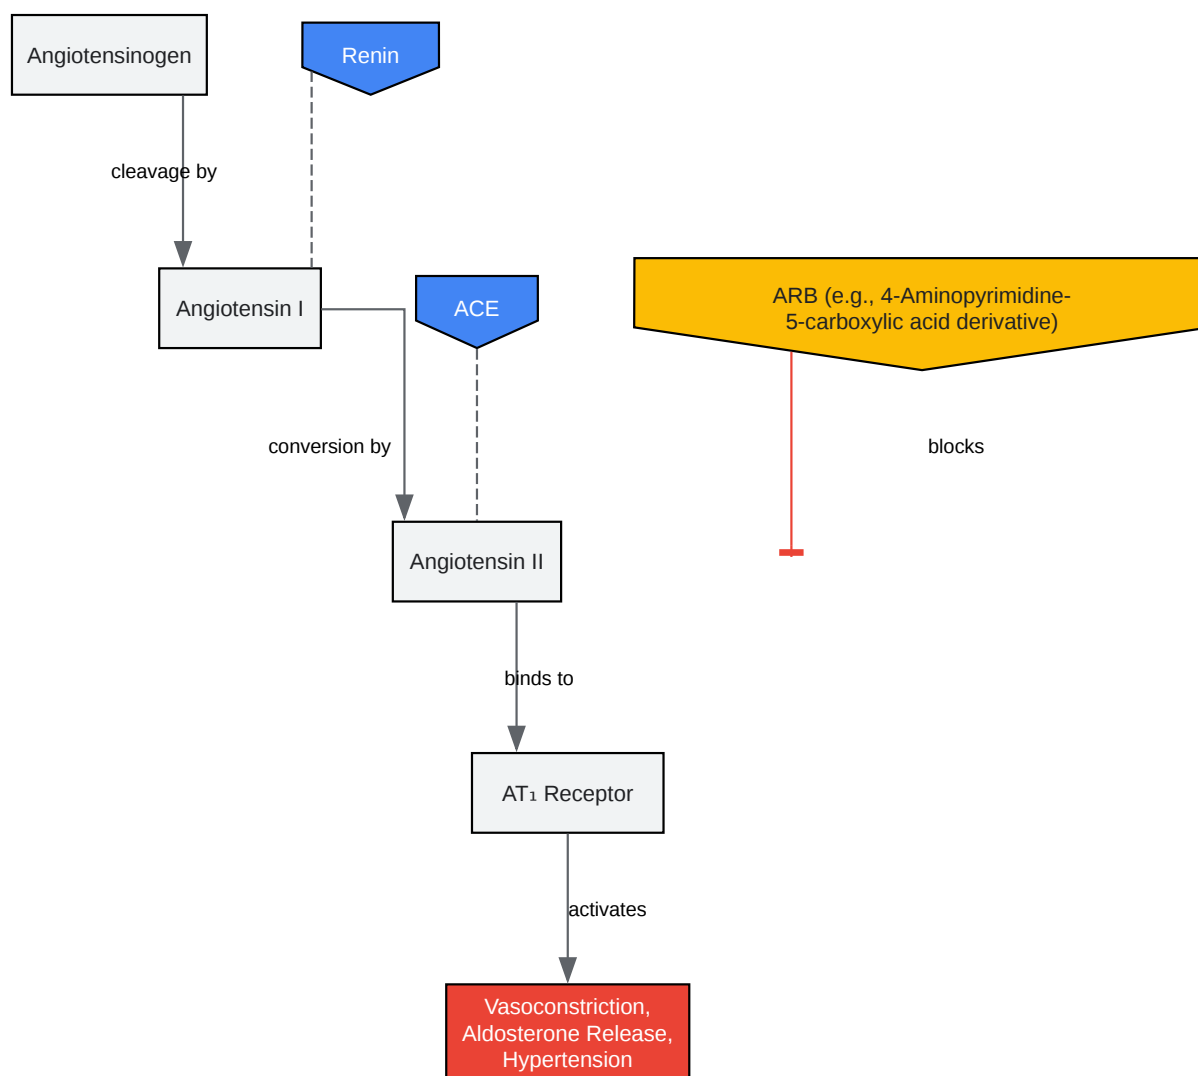 Angiotensinogen
Renin
cleavage by
Angiotensin I
ACE
ARB (e.g., 4-Aminopyrimidine-
5-carboxylic acid derivative)
conversion by
blocks
Angiotensin II
binds to
AT₁ Receptor
activates
Vasoconstriction,
Aldosterone Release,
Hypertension